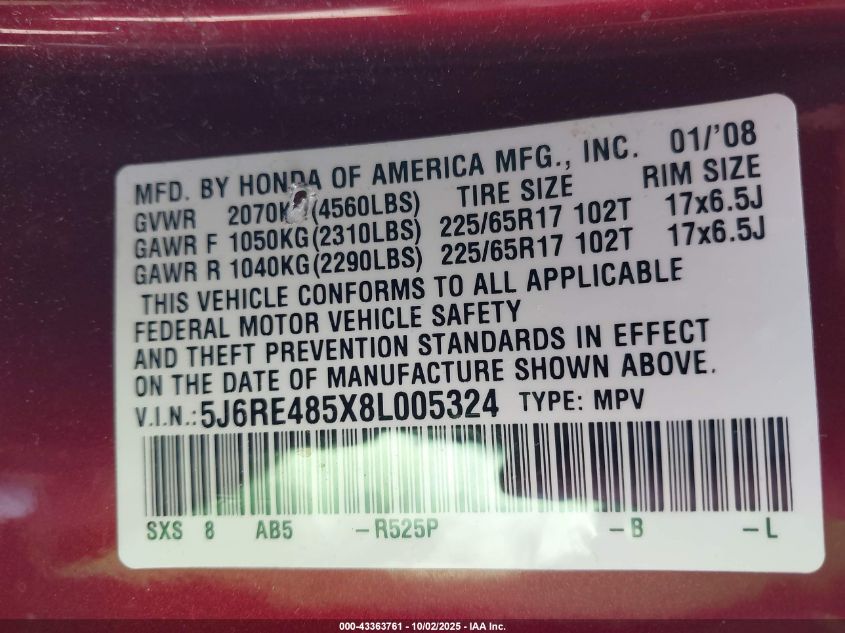 MFD. BY HONDA OF AMERICA MFG., INC. 01/'08
GVWR 2070KG (4560LBS) TIRE SIZE RIM SIZE
GAWR F 1050KG (2310LBS) 225/65R17 102T 17x6.5J
GAWR R 1040KG (2290LBS) 225/65R17 102T 17x6.5J
THIS VEHICLE CONFORMS TO ALL APPLICABLE
FEDERAL MOTOR VEHICLE SAFETY
AND THEFT PREVENTION STANDARDS IN EFFECT
ON THE DATE OF MANUFACTURE SHOWN ABOVE.
V.I.N.: 5J6RE485X8L005324 TYPE: MPV
SXS 8 AB5 -R525P -B -L
000-43363761 - 10/02/2025 - IAA Inc.